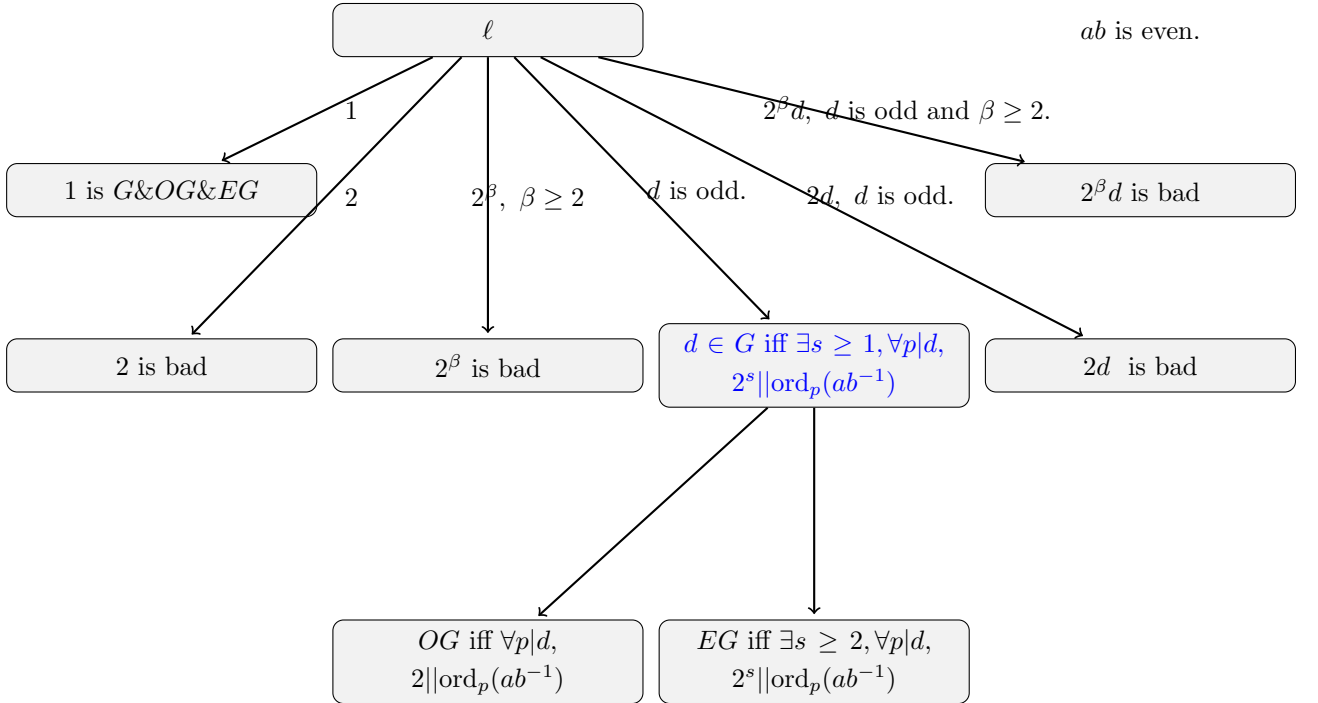 ℓ
ab is even.
1
2^β d, d is odd and β ≥ 2.
1 is G&OG&EG
2
2^β, β ≥ 2
d is odd.
2d, d is odd.
2^β d is bad
2 is bad
2^β is bad
d ∈ G iff ∃s ≥ 1, ∀p|d,
2^s||ord_p(ab^{-1})
2d is bad
OG iff ∀p|d,
2||ord_p(ab^{-1})
EG iff ∃s ≥ 2, ∀p|d,
2^s||ord_p(ab^{-1})